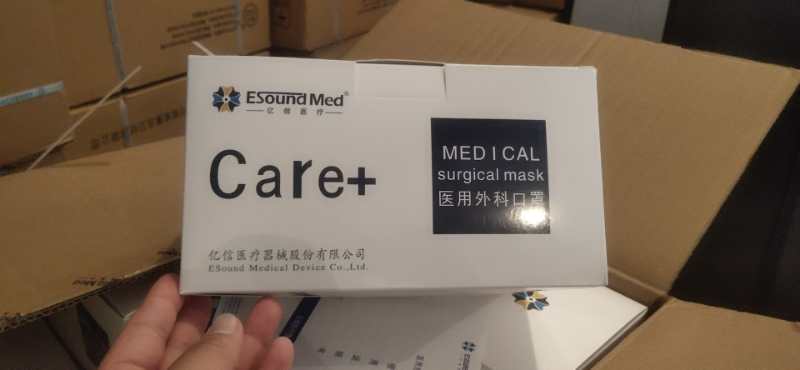 ESound Med®
亿信医疗
Care+
MEDICAL
surgical mask
医用外科口罩
亿信医疗器械股份有限公司
ESound Medical Device Co.,Ltd.